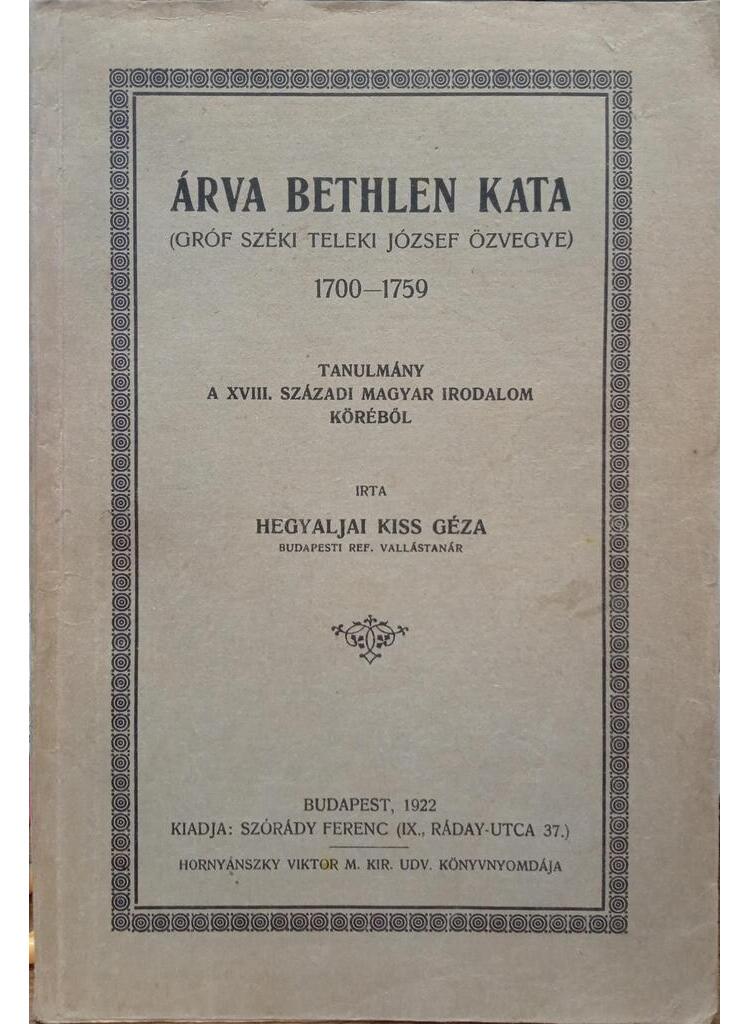 ÁRVA BETHLEN KATA
(GRÓF SZÉKI TELEKI JÓZSEF ÖZVEGYE)
1700—1759
TANULMÁNY
A XVIII. SZÁZADI MAGYAR IRODALOM
KÖRÉBŐL
IRTA
HEGYALJAI KISS GÉZA
BUDAPESTI REF. VALLÁSTANÁR
BUDAPEST, 1922
KIADJA: SZÓRÁDY FERENC (IX., RÁDAY-UTCA 37.)
HORNYÁNSZKY VIKTOR M. KIR. UDV. KÖNYVNYOMDÁJA